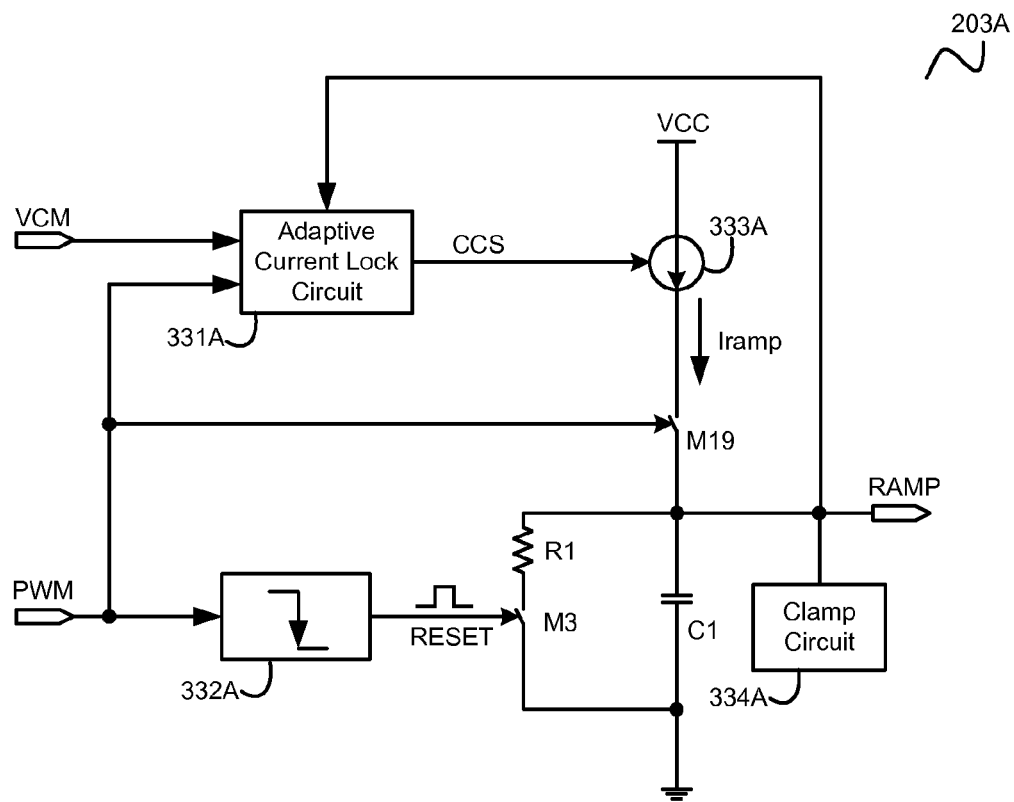 203A
VCC
VCM
Adaptive
Current Lock
Circuit
CCS
333A
331A
Iramp
M19
RAMP
R1
PWM
RESET
M3
C1
Clamp
Circuit
332A
334A